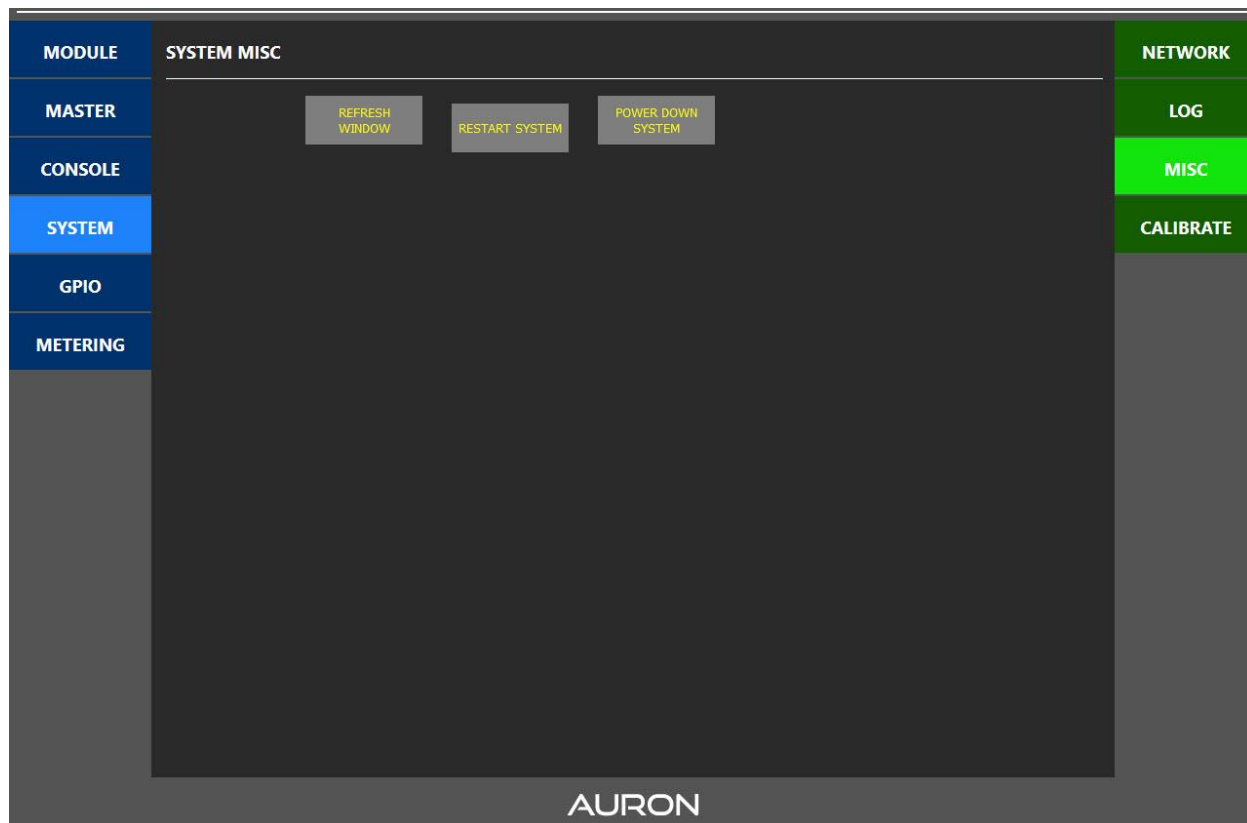 MODULE
MASTER
CONSOLE
SYSTEM
GPIO
METERING
SYSTEM MISC
REFRESH
WINDOW
RESTART SYSTEM
POWER DOWN
SYSTEM
NETWORK
LOG
MISC
CALIBRATE
AURON